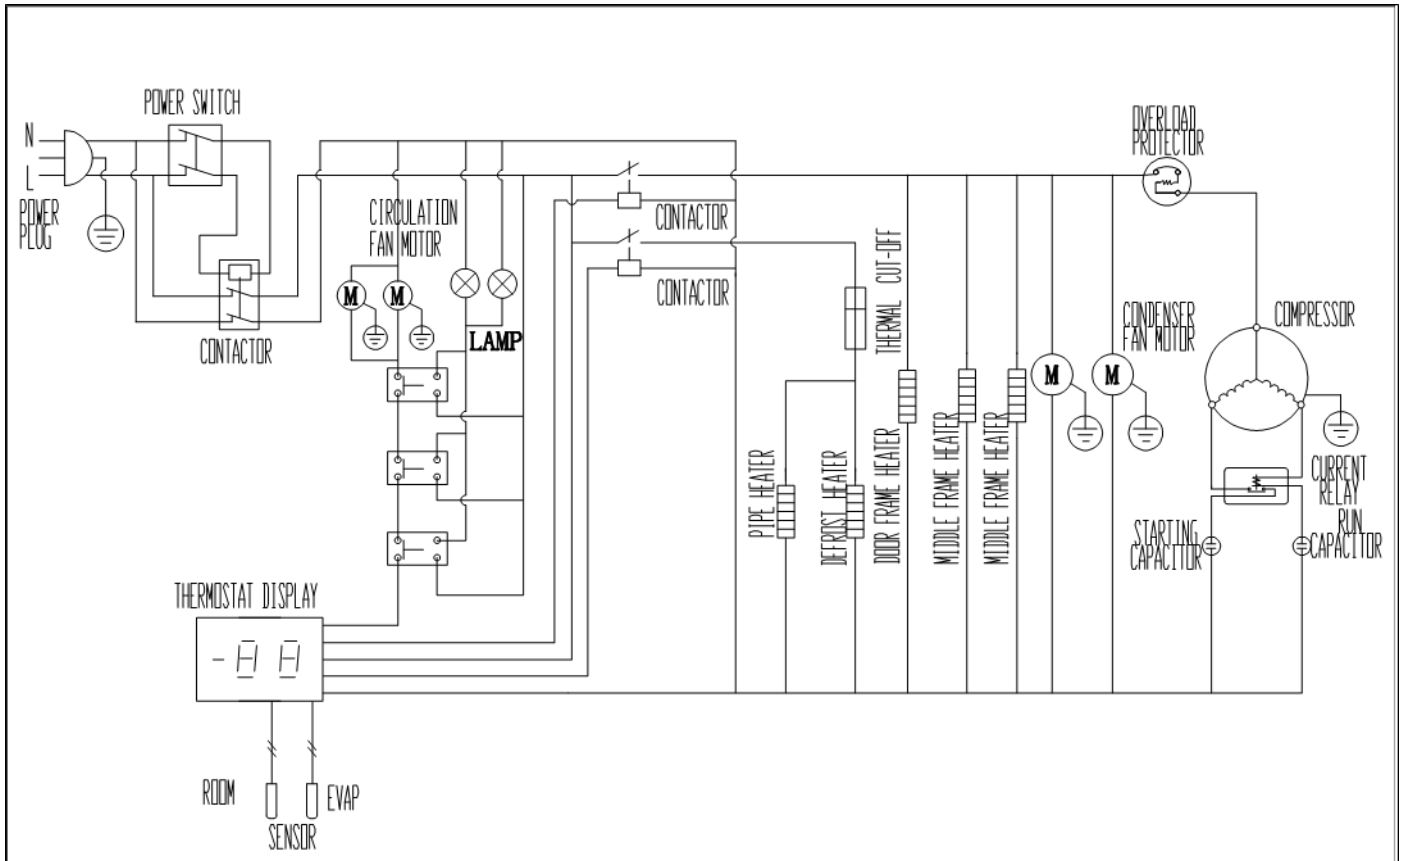 POWER SWITCH
N
L
POWER
PLUG
CONTACTOR
CIRCULATION
FAN MOTOR
M
M
LAMP
CONTACTOR
CONTACTOR
THERMAL CUT-OFF
OVERLOAD
PROTECTOR
CONDENSER
FAN MOTOR
M
M
COMPRESSOR
PIPE HEATER
DEFROST HEATER
DOOR FRAME HEATER
MIDDLE FRAME HEATER
MIDDLE FRAME HEATER
CURRENT
RELAY
STARTING
CAPACITOR
RUN
CAPACITOR
THERMOSTAT DISPLAY
-88
ROOM
EVAP
SENSOR